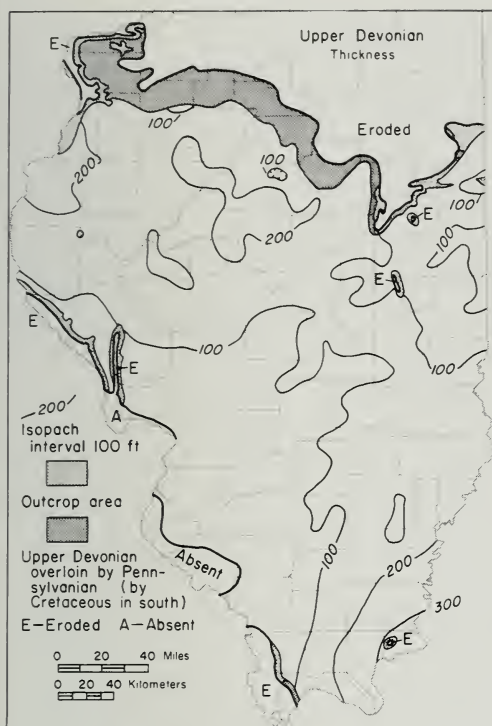 Upper Devonian
Thickness
E
Eroded
100'
200
100
200
E
100'
100
E
E
100
100
E
A
200'
Isopach
interval 100 ft
Outcrop area
Upper Devonian
overloin by Penn-
sylvanian (by
Cretaceous in south)
E—Eroded A—Absent
Absent
100
200
300
E
E
0 20 40 Miles
0 20 40 Kilometers